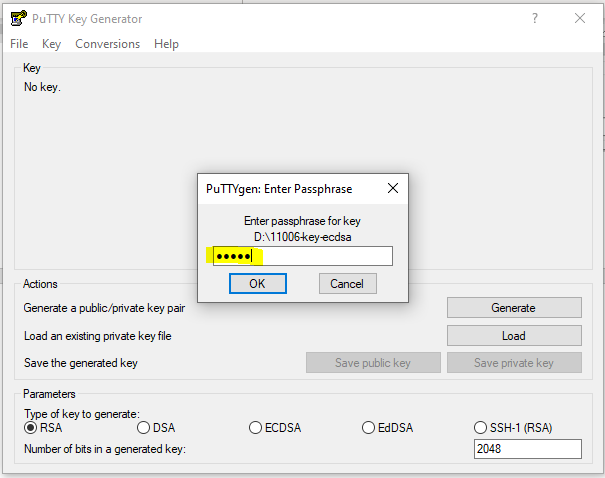 PuTTY Key Generator
File Key Conversions Help
Key
No key.
PuTTYgen: Enter Passphrase
Enter passphrase for key
D:\11006-key-ecdsa
•••••
OK Cancel
Actions
Generate a public/private key pair Generate
Load an existing private key file Load
Save the generated key Save public key Save private key
Parameters
Type of key to generate:
RSA DSA ECDSA EdDSA SSH-1 (RSA)
Number of bits in a generated key: 2048